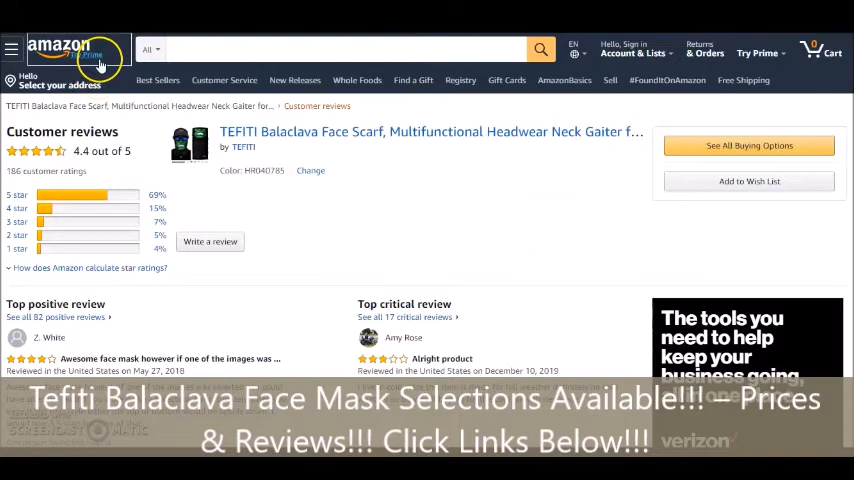 amazon
Try Prime
All
EN
Hello, Sign in
Account & Lists
Returns
& Orders
Try Prime
0
Cart
Hello
Select your address
Best Sellers
Customer Service
New Releases
Whole Foods
Find a Gift
Registry
Gift Cards
AmazonBasics
Sell
#FoundItOnAmazon
Free Shipping
TEFITI Balaclava Face Scarf, Multifunctional Headwear Neck Gaiter for... › Customer reviews
Customer reviews
4.4 out of 5
186 customer ratings
5 star 69%
4 star 15%
3 star 7%
2 star 5%
1 star 4%
How does Amazon calculate star ratings?
TEFITI Balaclava Face Scarf, Multifunctional Headwear Neck Gaiter f...
by TEFITI
Color: HR040785 Change
Write a review
See All Buying Options
Add to Wish List
Top positive review
See all 82 positive reviews ›
Z. White
Awesome face mask however if one of the images was ...
Reviewed in the United States on May 27, 2018
Top critical review
See all 17 critical reviews ›
Amy Rose
Alright product
Reviewed in the United States on December 10, 2019
The tools you
need to help
keep your
business going,
verizon
SCREENCAST MATIC
Tefiti Balaclava Face Mask Selections Available!!! – Prices
& Reviews!!! Click Links Below!!!